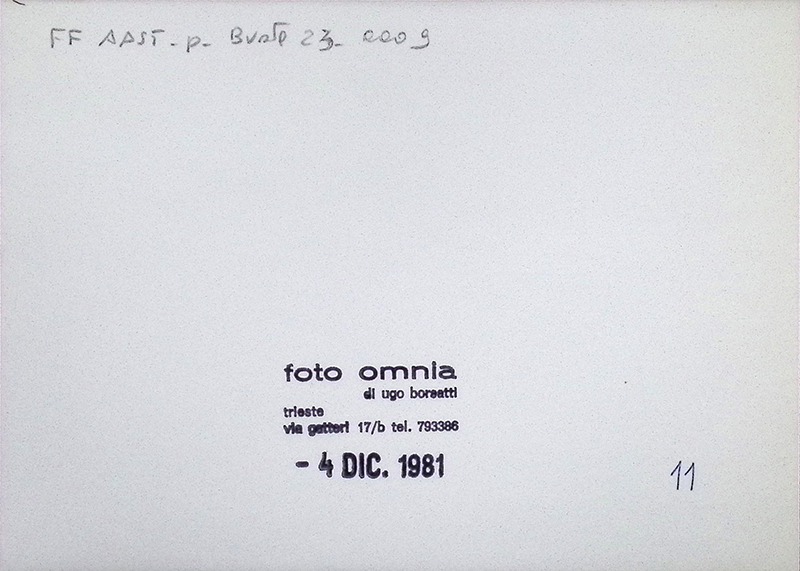 FF AAST - p - Buste 23 - 0009
foto omnia
di ugo borsatti
trieste
via gatteri 17/b tel. 793386
- 4 DIC. 1981
11